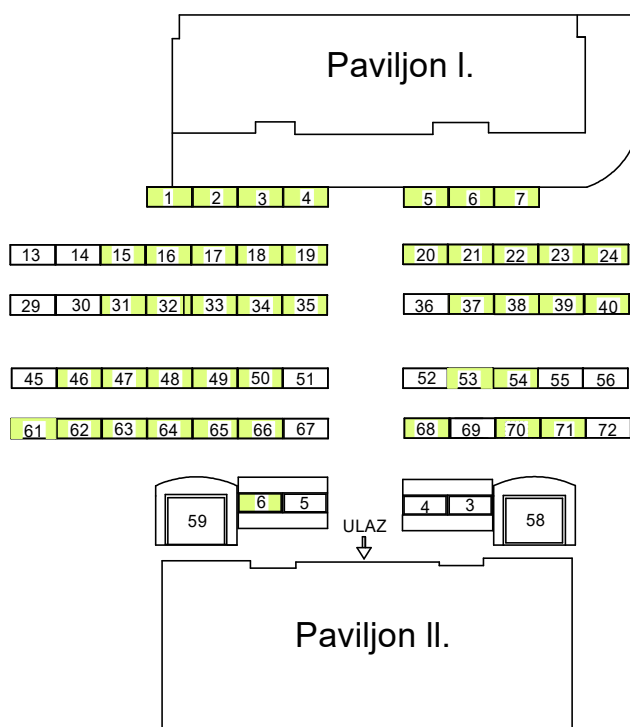 Paviljon I.
1 2 3 4 5 6 7
13 14 15 16 17 18 19 20 21 22 23 24
29 30 31 32 33 34 35 36 37 38 39 40
45 46 47 48 49 50 51 52 53 54 55 56
61 62 63 64 65 66 67 68 69 70 71 72
59 6 5 4 3 58
ULAZ
Paviljon II.